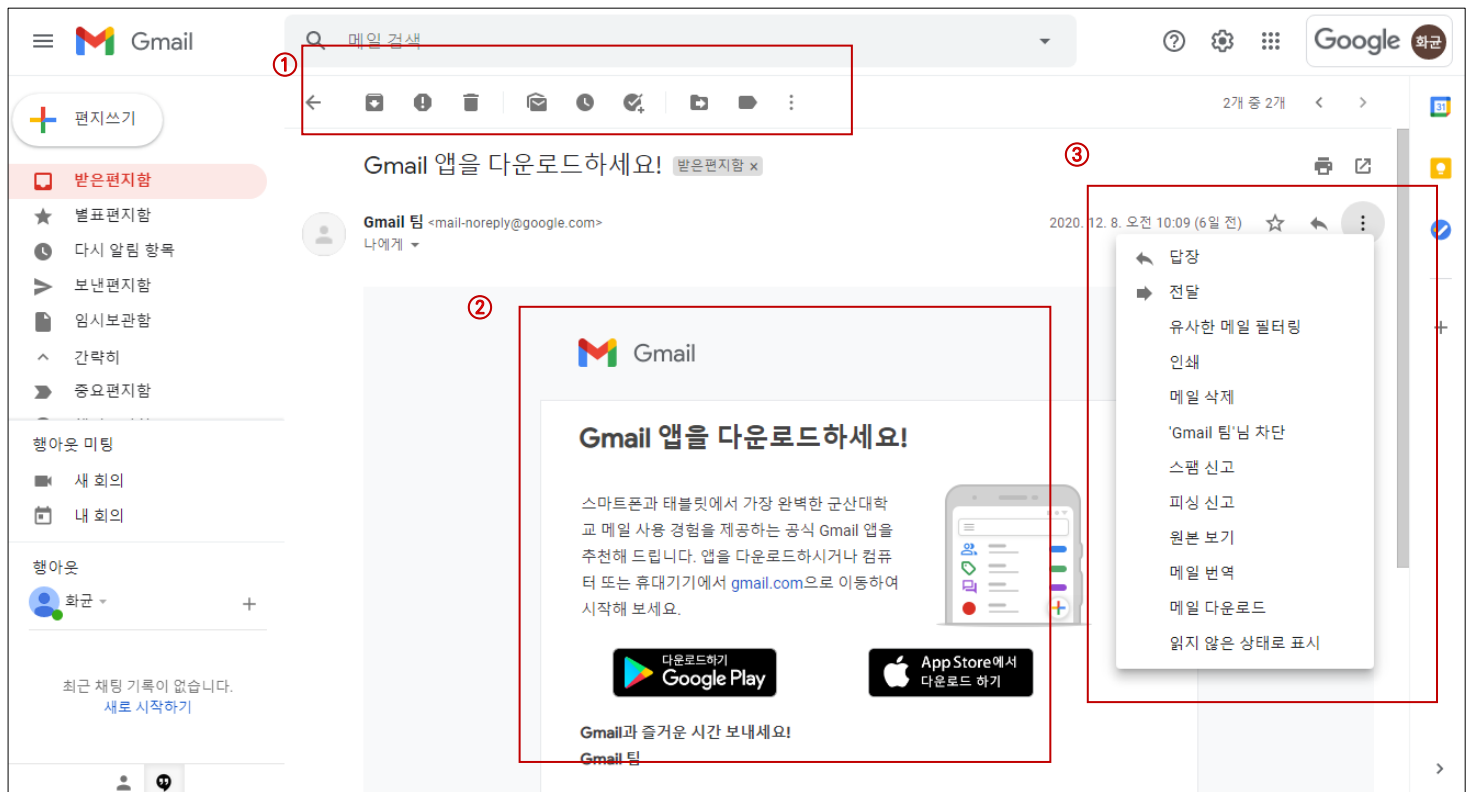 Gmail
메일 검색
Google 화균
①
편지쓰기
2개 중 2개
31
Gmail 앱을 다운로드하세요! 받은편지함 ×
③
받은편지함
별표편지함
다시 알림 항목
보낸편지함
임시보관함
간략히
중요편지함
행아웃 미팅
새 회의
내 회의
행아웃
화균
최근 채팅 기록이 없습니다.
새로 시작하기
Gmail 팀 <mail-noreply@google.com>
나에게
2020. 12. 8. 오전 10:09 (6일 전)
답장
전달
유사한 메일 필터링
인쇄
메일 삭제
'Gmail 팀'님 차단
스팸 신고
피싱 신고
원본 보기
메일 번역
메일 다운로드
읽지 않은 상태로 표시
②
Gmail
Gmail 앱을 다운로드하세요!
스마트폰과 태블릿에서 가장 완벽한 군산대학
교 메일 사용 경험을 제공하는 공식 Gmail 앱을
추천해 드립니다. 앱을 다운로드하시거나 컴퓨
터 또는 휴대기기에서 gmail.com으로 이동하여
시작해 보세요.
다운로드하기
Google Play
App Store에서
다운로드 하기
Gmail과 즐거운 시간 보내세요!
Gmail 팀